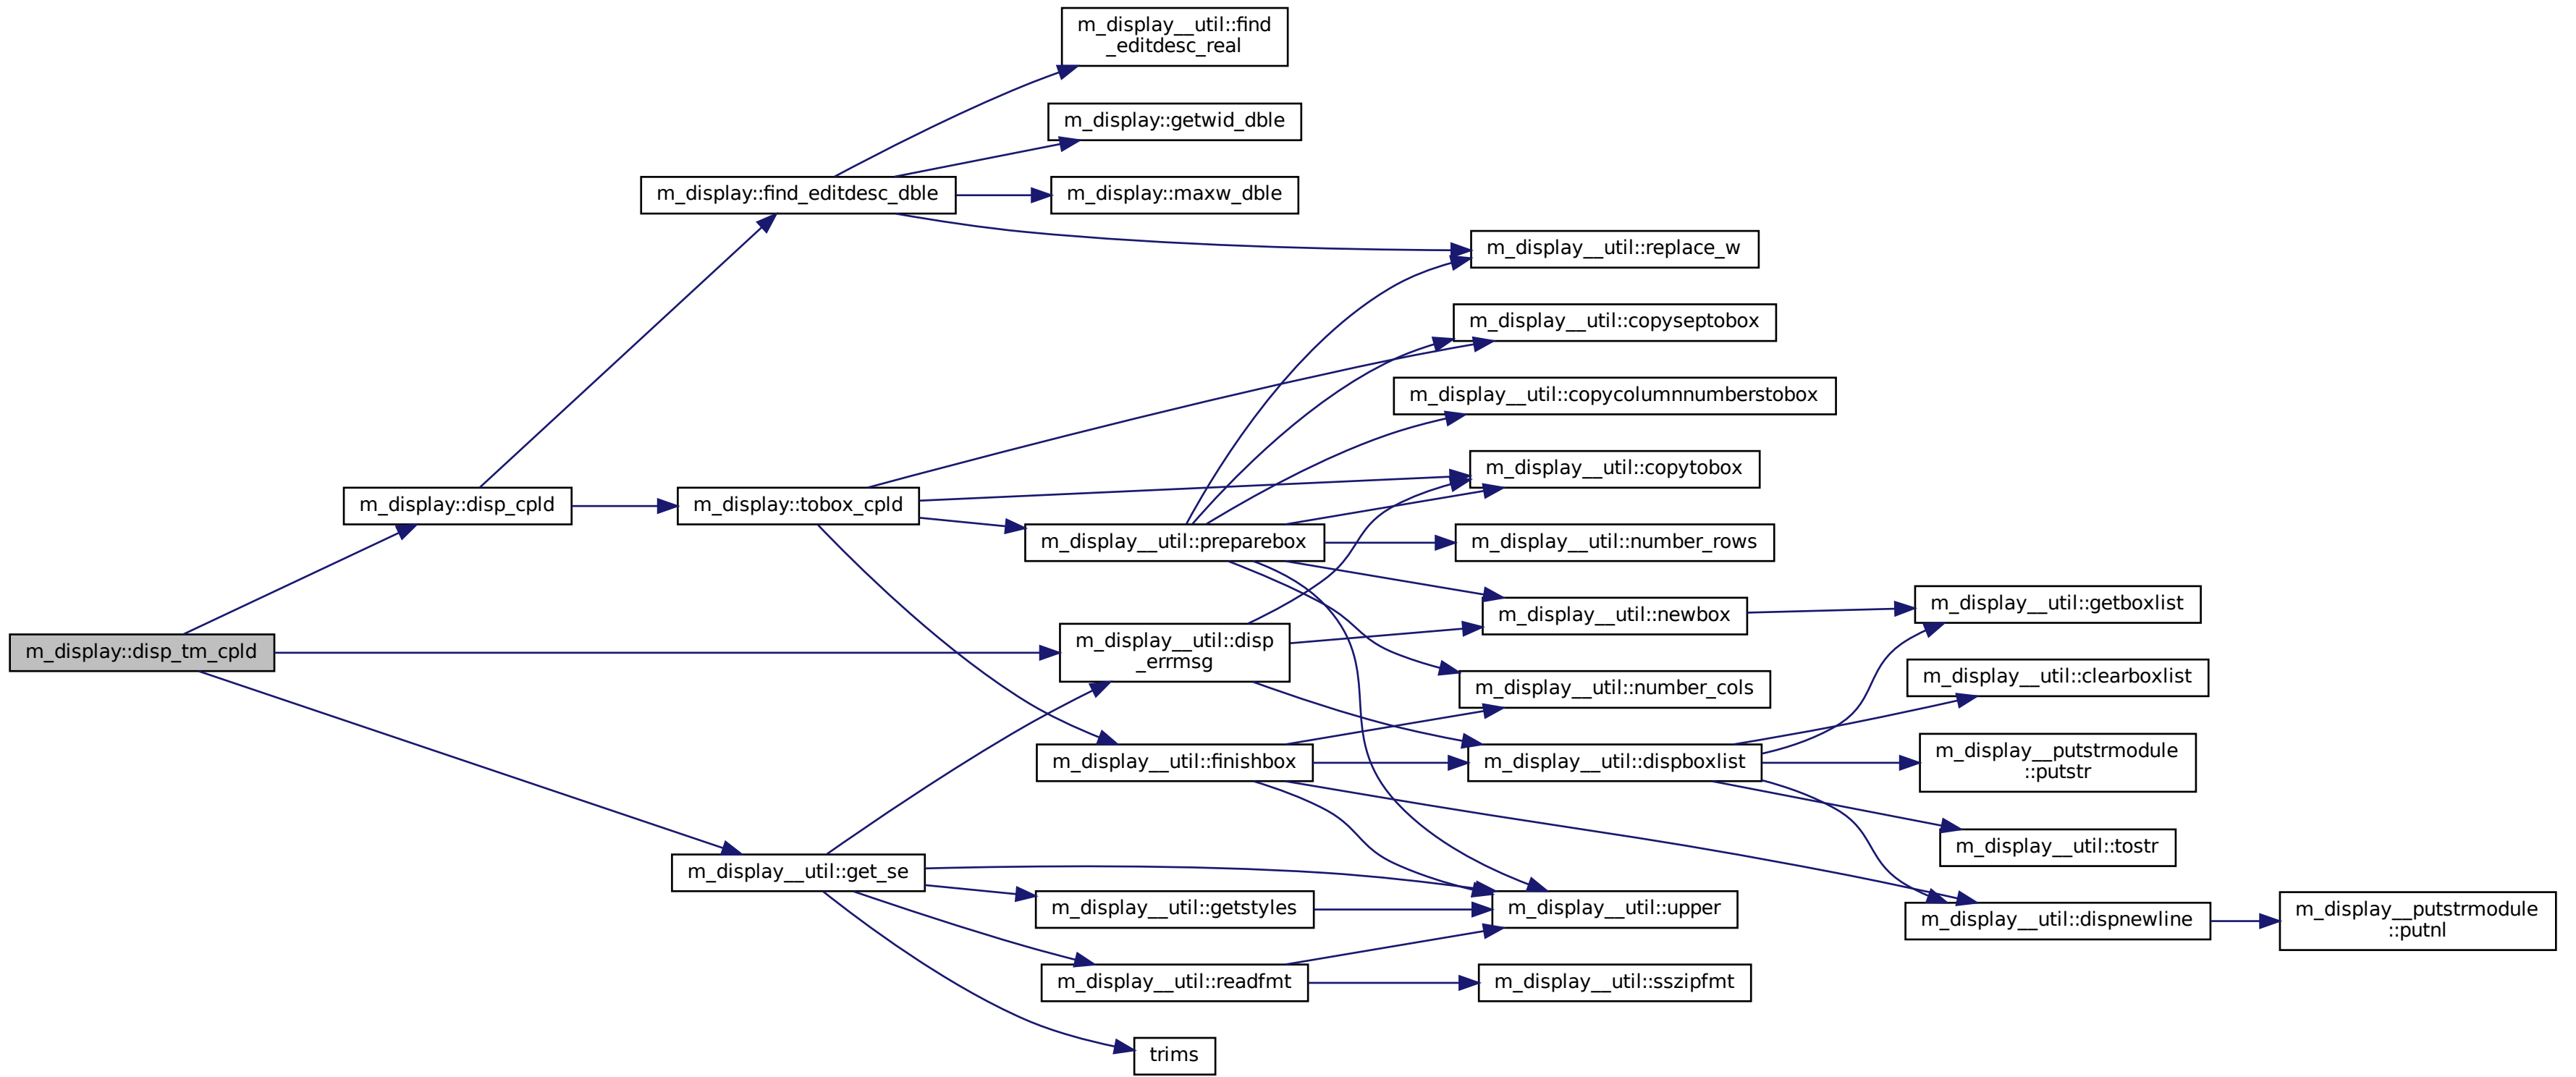 m_display__util::find
_editdesc_real
m_display::getwid_dble
m_display::find_editdesc_dble
m_display::maxw_dble
m_display__util::replace_w
m_display__util::copyseptobox
m_display__util::copycolumnnumberstobox
m_display__util::copytobox
m_display::disp_cpld
m_display::tobox_cpld
m_display__util::preparebox
m_display__util::number_rows
m_display__util::getboxlist
m_display__util::newbox
m_display::disp_tm_cpld
m_display__util::disp
_errmsg
m_display__util::clearboxlist
m_display__util::number_cols
m_display__util::finishbox
m_display__util::dispboxlist
m_display__putstrmodule
::putstr
m_display__util::tostr
m_display__util::get_se
m_display__util::getstyles
m_display__util::upper
m_display__util::dispnewline
m_display__putstrmodule
::putnl
m_display__util::readfmt
m_display__util::sszipfmt
trims